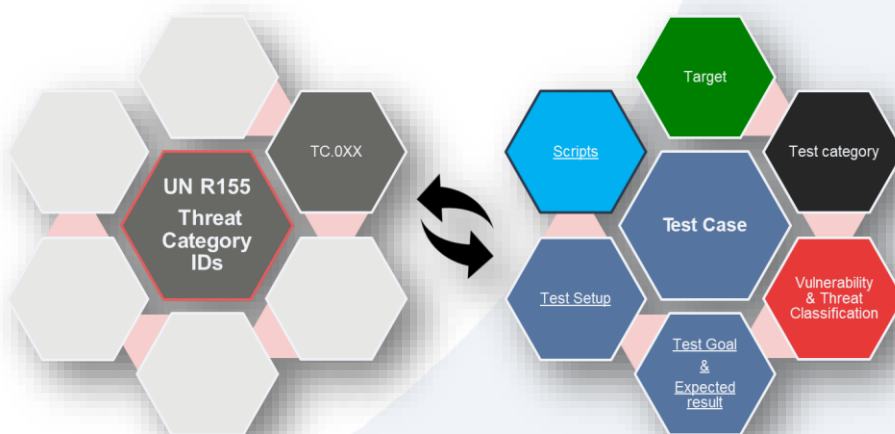 TC.0XX
UN R155
Threat
Category
IDs
Target
Scripts
Test category
Test Case
Test Setup
Vulnerability
& Threat
Classification
Test Goal
&
Expected
result